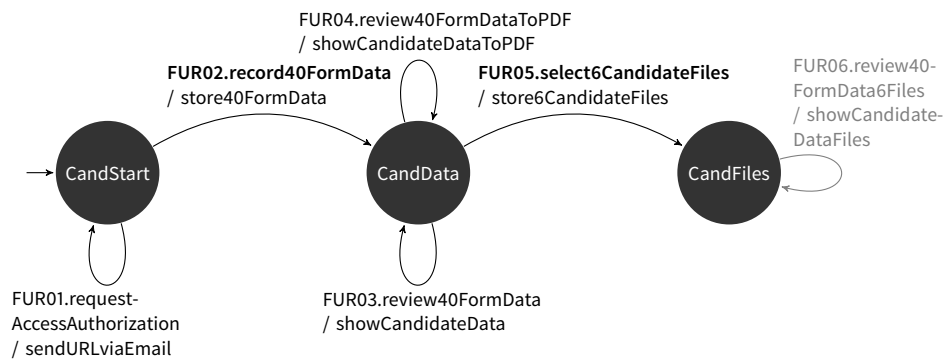 FUR04.review40FormDataToPDF
/ showCandidateDataToPDF
FUR02.record40FormData
/ store40FormData
FUR05.select6CandidateFiles
/ store6CandidateFiles
FUR06.review40-
FormData6Files
/ showCandidate-
DataFiles
CandStart
CandData
CandFiles
FUR01.request-
AccessAuthorization
/ sendURLviaEmail
FUR03.review40FormData
/ showCandidateData